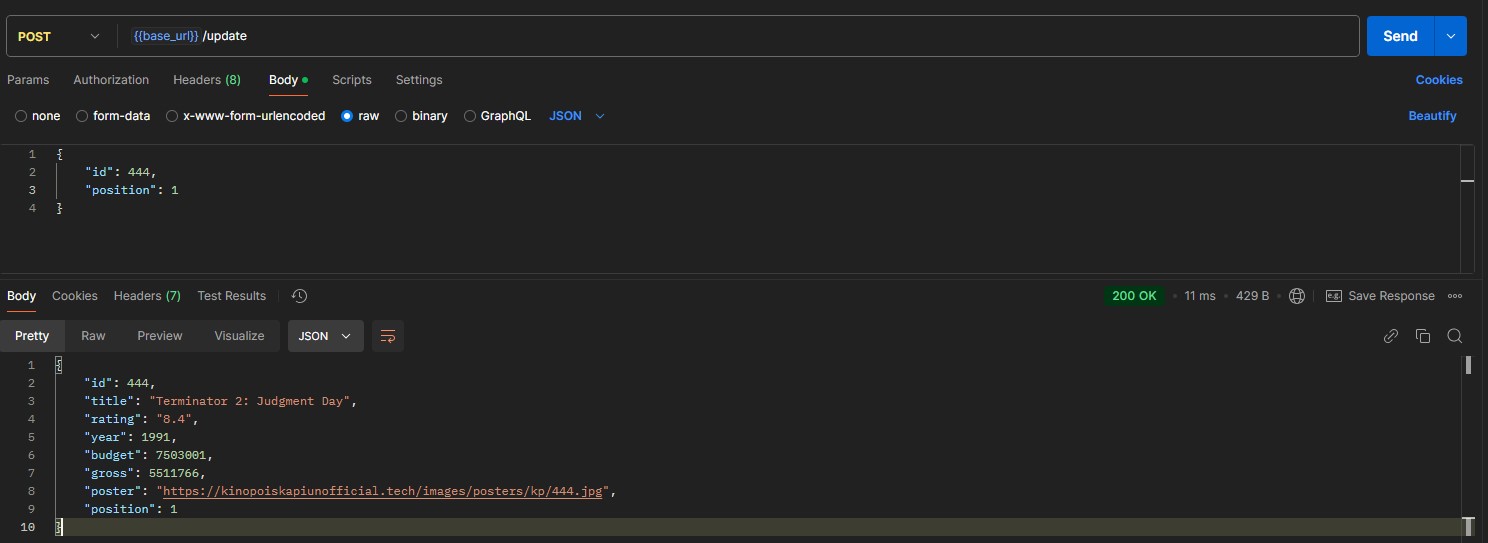 POST {{base_url}} /update Send
Params Authorization Headers (8) Body Scripts Settings Cookies
none form-data x-www-form-urlencoded raw binary GraphQL JSON Beautify
1 {
2 "id": 444,
3 "position": 1
4 }
Body Cookies Headers (7) Test Results 200 OK 11 ms 429 B e.g. Save Response
Pretty Raw Preview Visualize JSON
1 {
2 "id": 444,
3 "title": "Terminator 2: Judgment Day",
4 "rating": "8.4",
5 "year": 1991,
6 "budget": 7503001,
7 "gross": 5511766,
8 "poster": "https://kinopoiskapiunofficial.tech/images/posters/kp/444.jpg",
9 "position": 1
10 }